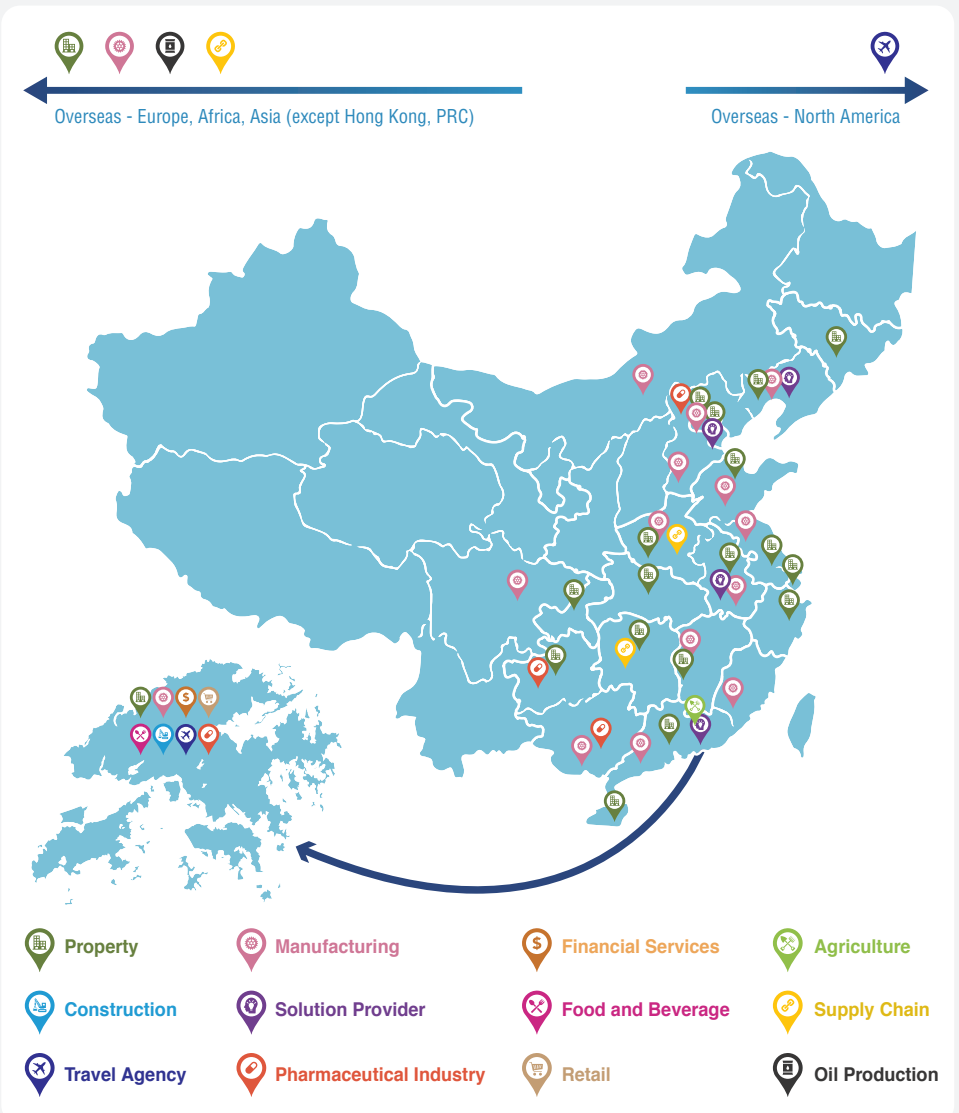 Overseas - Europe, Africa, Asia (except Hong Kong, PRC)
Overseas - North America
$
Property
Manufacturing
$
Financial Services
Agriculture
Construction
Solution Provider
Food and Beverage
Supply Chain
Travel Agency
Pharmaceutical Industry
Retail
Oil Production